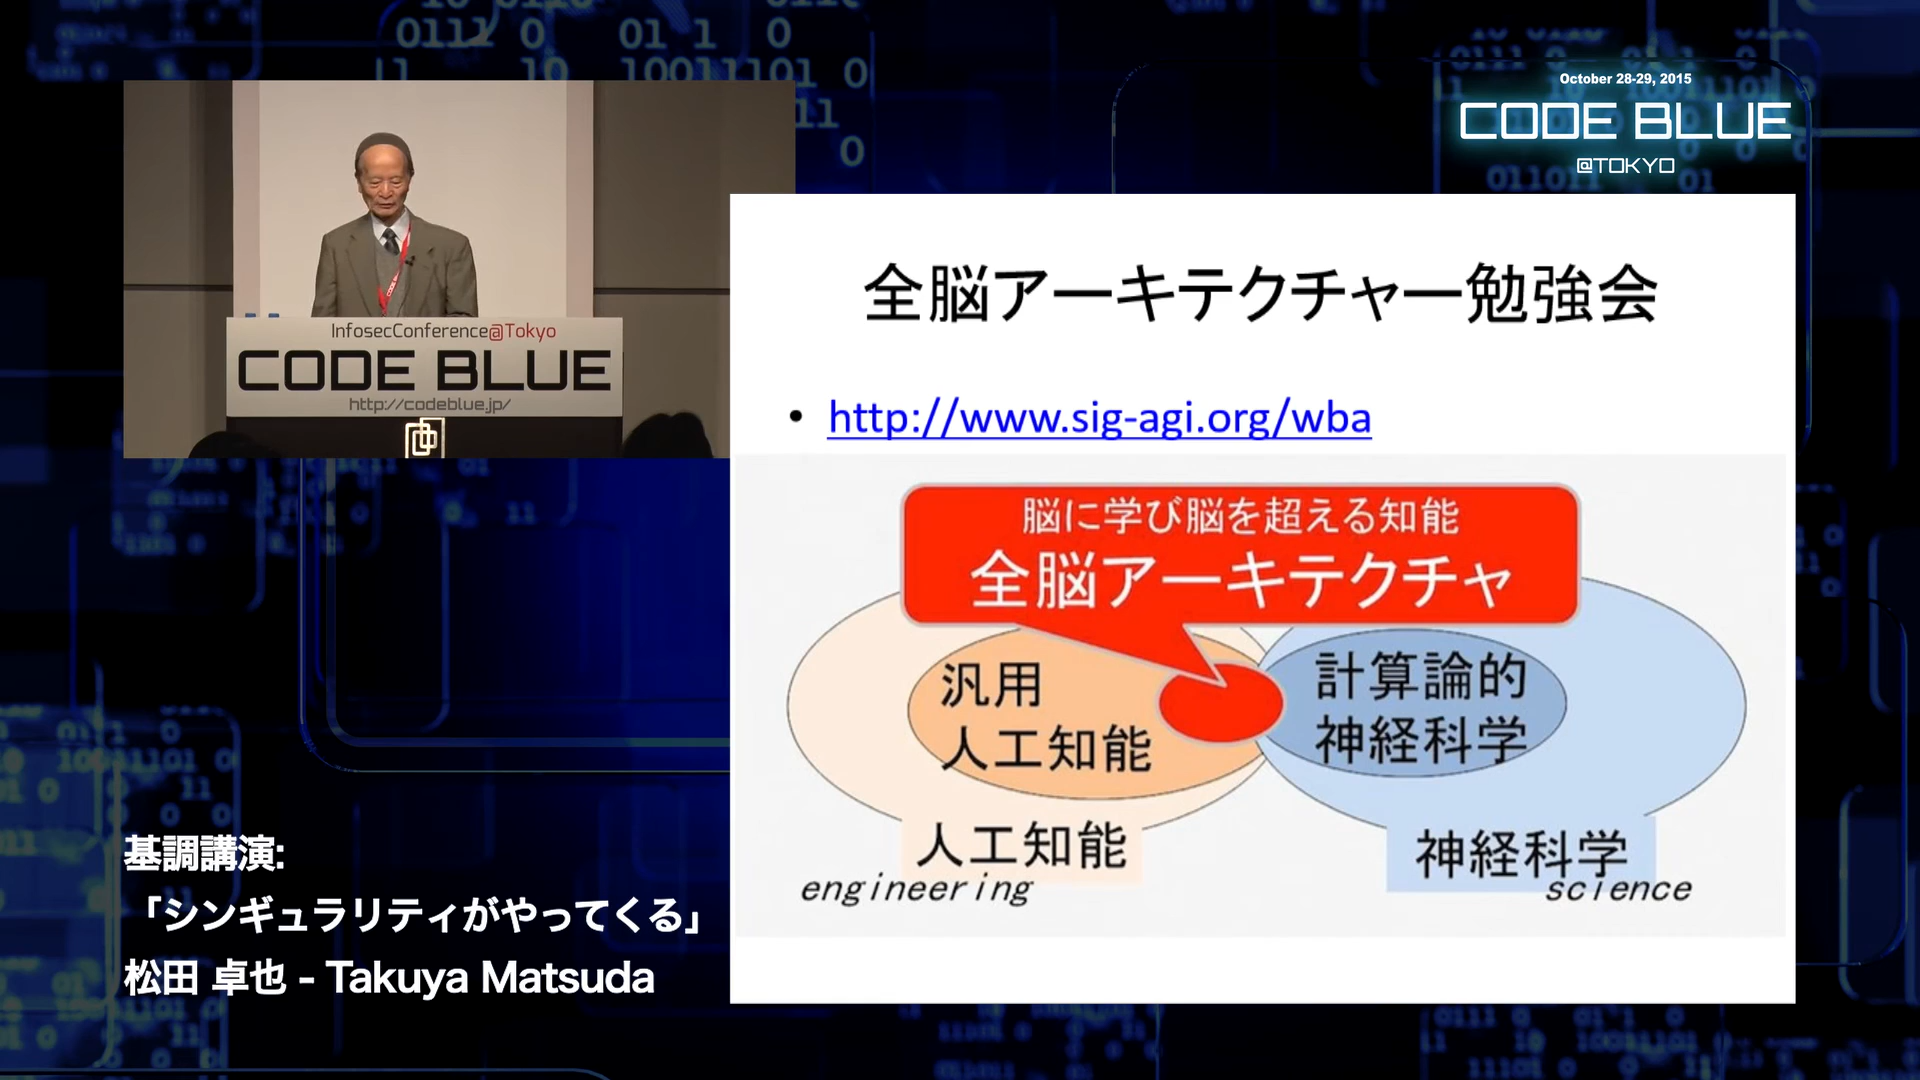 October 28-29, 2015
CODE BLUE
@TOKYO
InfosecConference@Tokyo
CODE BLUE
http://codeblue.jp/
全脳アーキテクチャー勉強会
• http://www.sig-agi.org/wba
脳に学び脳を超える知能
全脳アーキテクチャ
汎用
人工知能
計算論的
神経科学
人工知能
神経科学
engineering
science
基調講演:
「シンギュラリティがやってくる」
松田 卓也 - Takuya Matsuda